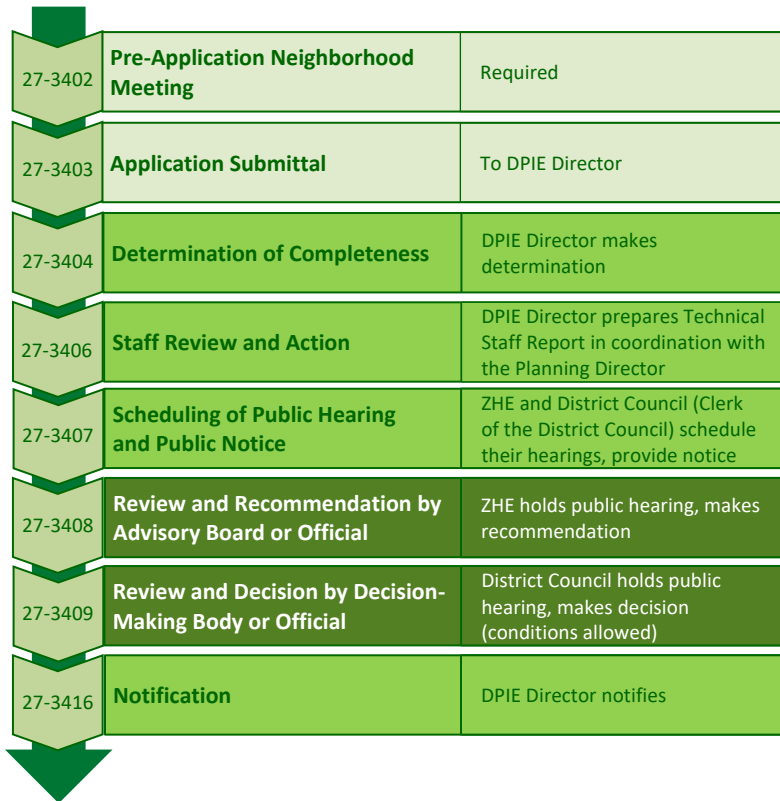 27-3402
Pre-Application Neighborhood
Meeting
Required
27-3403
Application Submittal
To DPIE Director
27-3404
Determination of Completeness
DPIE Director makes
determination
27-3406
Staff Review and Action
DPIE Director prepares Technical
Staff Report in coordination with
the Planning Director
27-3407
Scheduling of Public Hearing
and Public Notice
ZHE and District Council (Clerk
of the District Council) schedule
their hearings, provide notice
27-3408
Review and Recommendation by
Advisory Board or Official
ZHE holds public hearing, makes
recommendation
27-3409
Review and Decision by Decision-
Making Body or Official
District Council holds public
hearing, makes decision
(conditions allowed)
27-3416
Notification
DPIE Director notifies